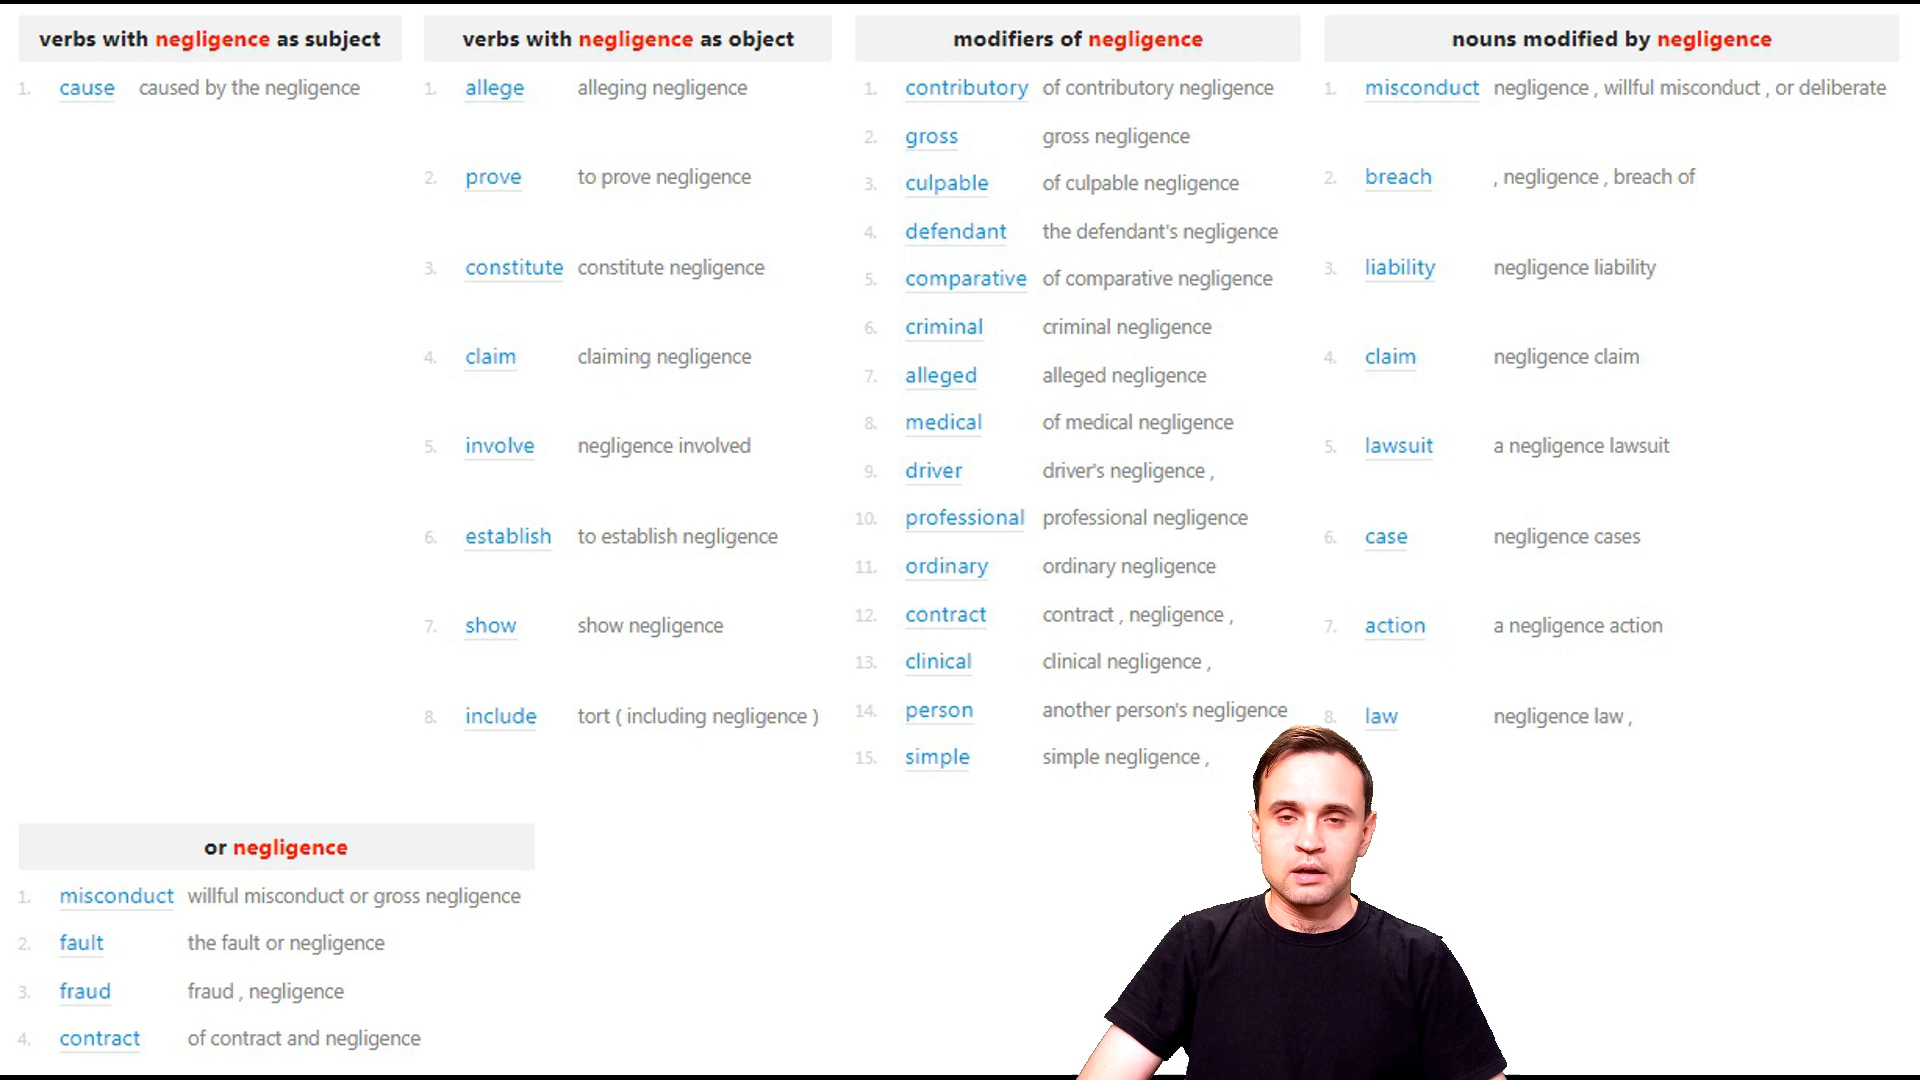 verbs with negligence as subject
1. cause caused by the negligence
verbs with negligence as object
1. allege alleging negligence
2. prove to prove negligence
3. constitute constitute negligence
4. claim claiming negligence
5. involve negligence involved
6. establish to establish negligence
7. show show negligence
8. include tort ( including negligence )
modifiers of negligence
1. contributory of contributory negligence
2. gross gross negligence
3. culpable of culpable negligence
4. defendant the defendant's negligence
5. comparative of comparative negligence
6. criminal criminal negligence
7. alleged alleged negligence
8. medical of medical negligence
9. driver driver's negligence ,
10. professional professional negligence
11. ordinary ordinary negligence
12. contract contract , negligence ,
13. clinical clinical negligence ,
14. person another person's negligence
15. simple simple negligence ,
nouns modified by negligence
1. misconduct negligence , willful misconduct , or deliberate
2. breach , negligence , breach of
3. liability negligence liability
4. claim negligence claim
5. lawsuit a negligence lawsuit
6. case negligence cases
7. action a negligence action
8. law negligence law ,
or negligence
1. misconduct willful misconduct or gross negligence
2. fault the fault or negligence
3. fraud fraud , negligence
4. contract of contract and negligence